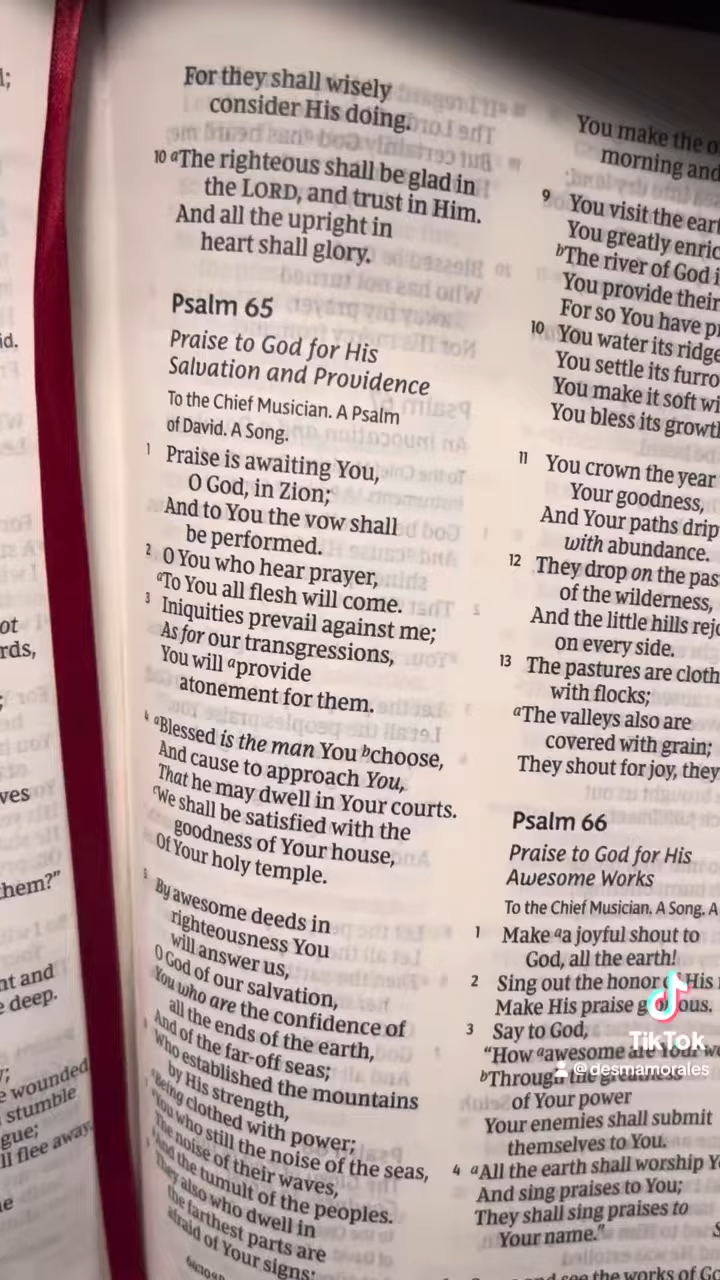 For they shall wisely
consider His doing.
10 aThe righteous shall be glad in
the LORD, and trust in Him.
And all the upright in
heart shall glory.
Psalm 65
Praise to God for His
Salvation and Providence
To the Chief Musician. A Psalm
of David. A Song.
1 Praise is awaiting You,
O God, in Zion;
And to You the vow shall
be performed.
2 O You who hear prayer,
aTo You all flesh will come.
3 Iniquities prevail against me;
As for our transgressions,
You will aprovide
atonement for them.
4 aBlessed is the man You bchoose,
And cause to approach You,
That he may dwell in Your courts.
cWe shall be satisfied with the
goodness of Your house,
Of Your holy temple.
5 By awesome deeds in
righteousness You
will answer us,
O God of our salvation,
You who are the confidence of
all the ends of the earth,
And of the far-off seas;
6 Who established the mountains
by His strength,
aBeing clothed with power;
7 aYou who still the noise of the seas,
The noise of their waves,
bAnd the tumult of the peoples.
8 They also who dwell in
the farthest parts are
afraid of Your signs;
You make the
morning and
9 You visit the
You greatly
bThe river of God
You provide their
For so You have
10 You water its
You settle its
You make it soft
You bless its
11 You crown the year
Your goodness,
And Your paths drip
with abundance.
12 They drop on the
of the wilderness,
And the little hills
on every side.
13 The pastures are
with flocks;
aThe valleys also are
covered with grain;
They shout for joy, they
Psalm 66
Praise to God for His
Awesome Works
To the Chief Musician. A Song. A
1 Make aa joyful shout to
God, all the earth!
2 Sing out the honor of His
Make His praise glorious.
3 Say to God,
"How aawesome are Your
bThrough the greatness
of Your power
Your enemies shall submit
themselves to You.
4 aAll the earth shall worship
And sing praises to You;
They shall sing praises to
Your name."
see the works of
them?"
and
deep.
wounded
stumble
flee away.
TikTok
@desmamorales